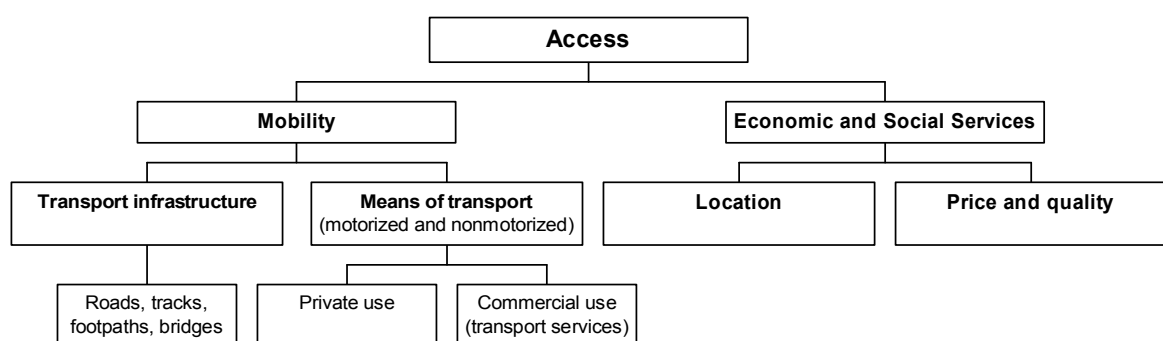 Access
Mobility
Economic and Social Services
Transport infrastructure
Means of transport
(motorized and nonmotorized)
Location
Price and quality
Roads, tracks,
footpaths, bridges
Private use
Commercial use
(transport services)